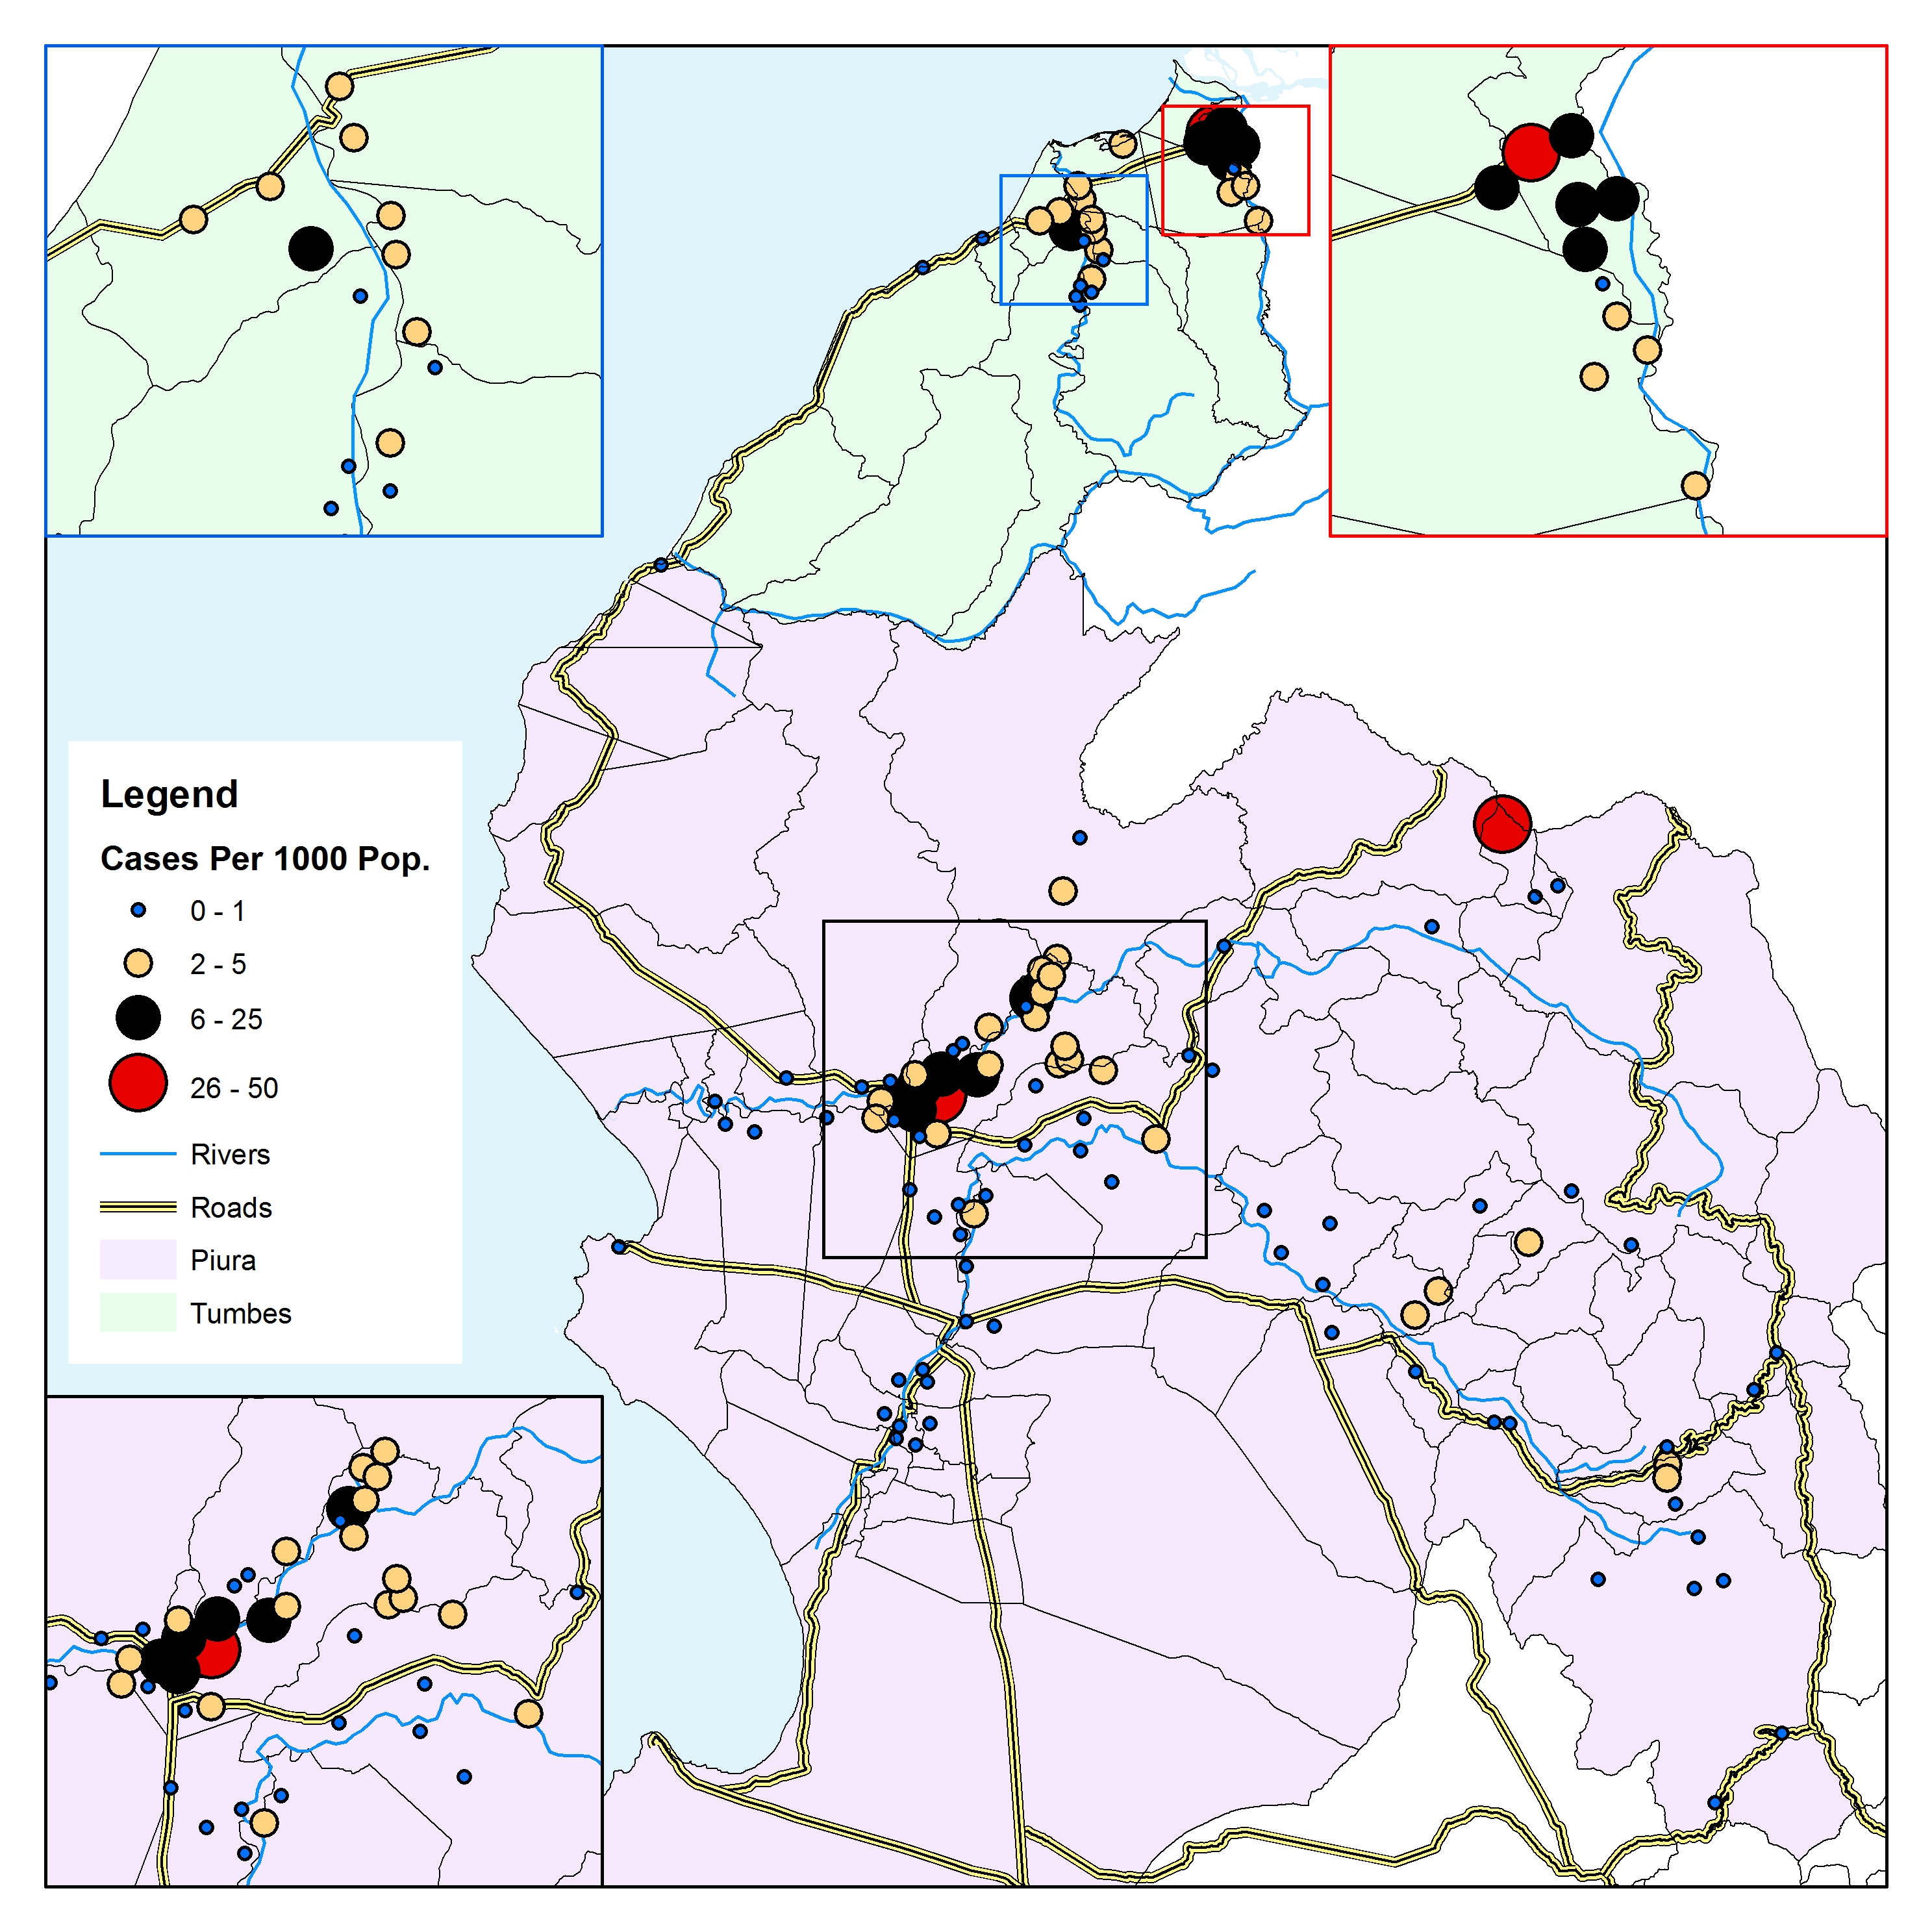 Legend
Cases Per 1000 Pop.
0 - 1
2 - 5
6 - 25
26 - 50
Rivers
Roads
Piura
Tumbes